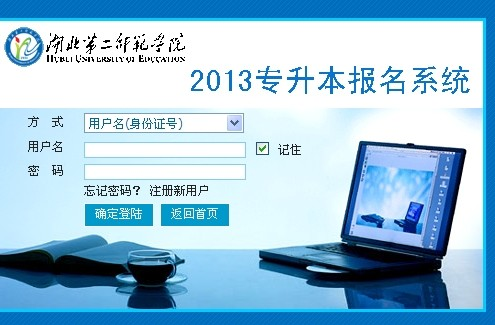 湖北第二师范学院
HUBEI UNIVERSITY OF EDUCATION
2013专升本报名系统
方 式 用户名(身份证号)
用户名 记住
密 码
忘记密码？ 注册新用户
确定登陆 返回首页